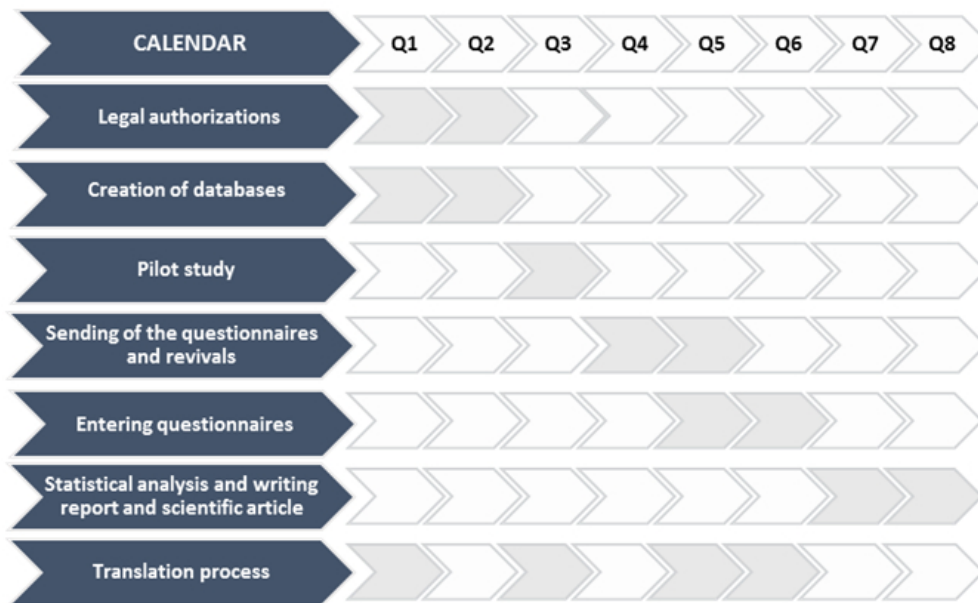 CALENDAR Q1 Q2 Q3 Q4 Q5 Q6 Q7 Q8
Legal authorizations
Creation of databases
Pilot study
Sending of the questionnaires
and revivals
Entering questionnaires
Statistical analysis and writing
report and scientific article
Translation process